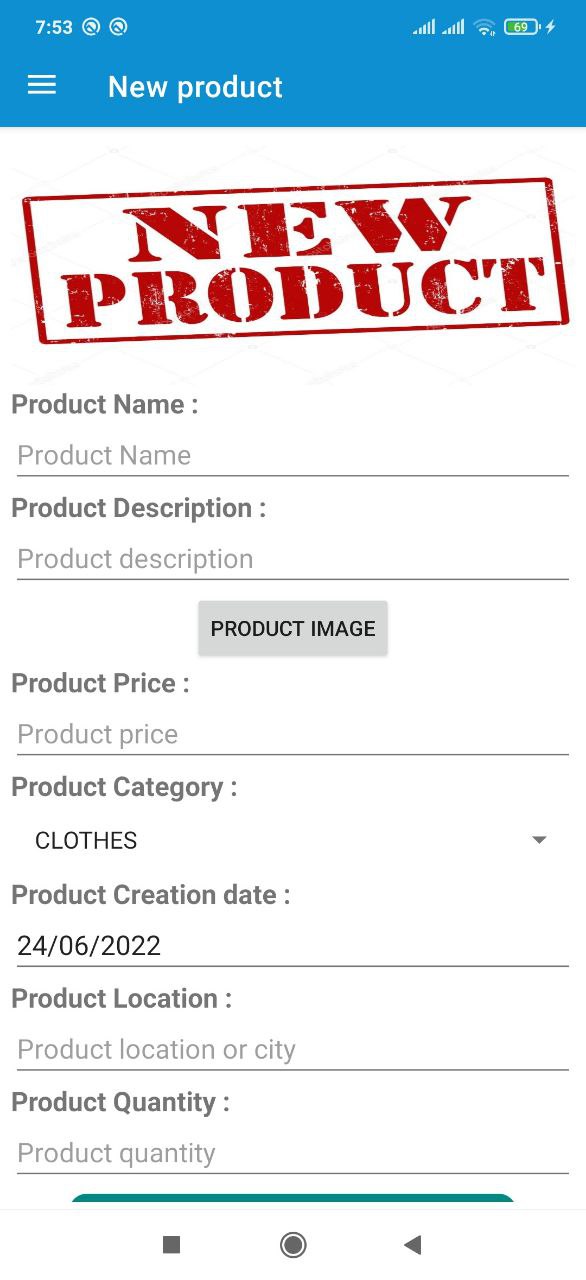 7:53
69
New product
NEW
PRODUCT
Product Name :
Product Name
Product Description :
Product description
PRODUCT IMAGE
Product Price :
Product price
Product Category :
CLOTHES
Product Creation date :
24/06/2022
Product Location :
Product location or city
Product Quantity :
Product quantity